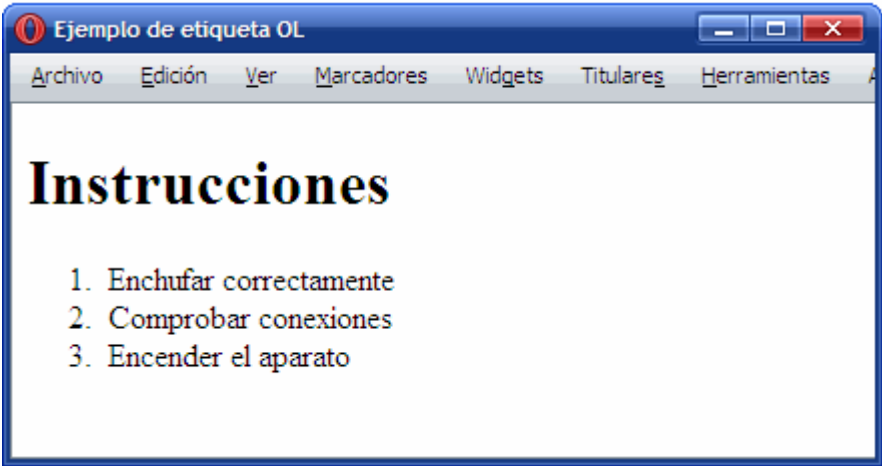 Ejemplo de etiqueta OL
Archivo Edición Ver Marcadores Widgets Titulares Herramientas
Instrucciones
1. Enchufar correctamente
2. Comprobar conexiones
3. Encender el aparato